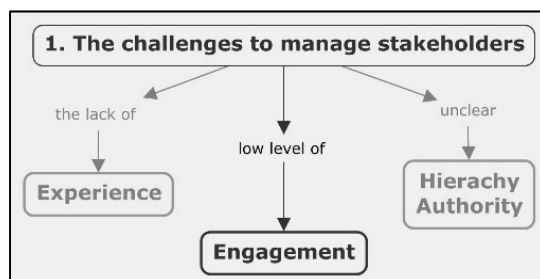 1. The challenges to manage stakeholders
the lack of
low level of
unclear
Experience
Hierachy
Authority
Engagement